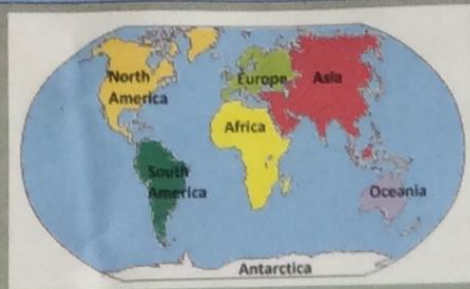 North
America
Europe
Asia
Africa
South
America
Oceania
Antarctica